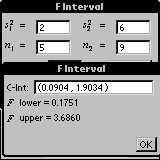 F Interval
s₁² = 2 s₂² = 6
n₁ = 5 n₂ = 9
F Interval
C-Int: (0.0904, 1.9034)
F lower = 0.1751
F upper = 3.6860
OK